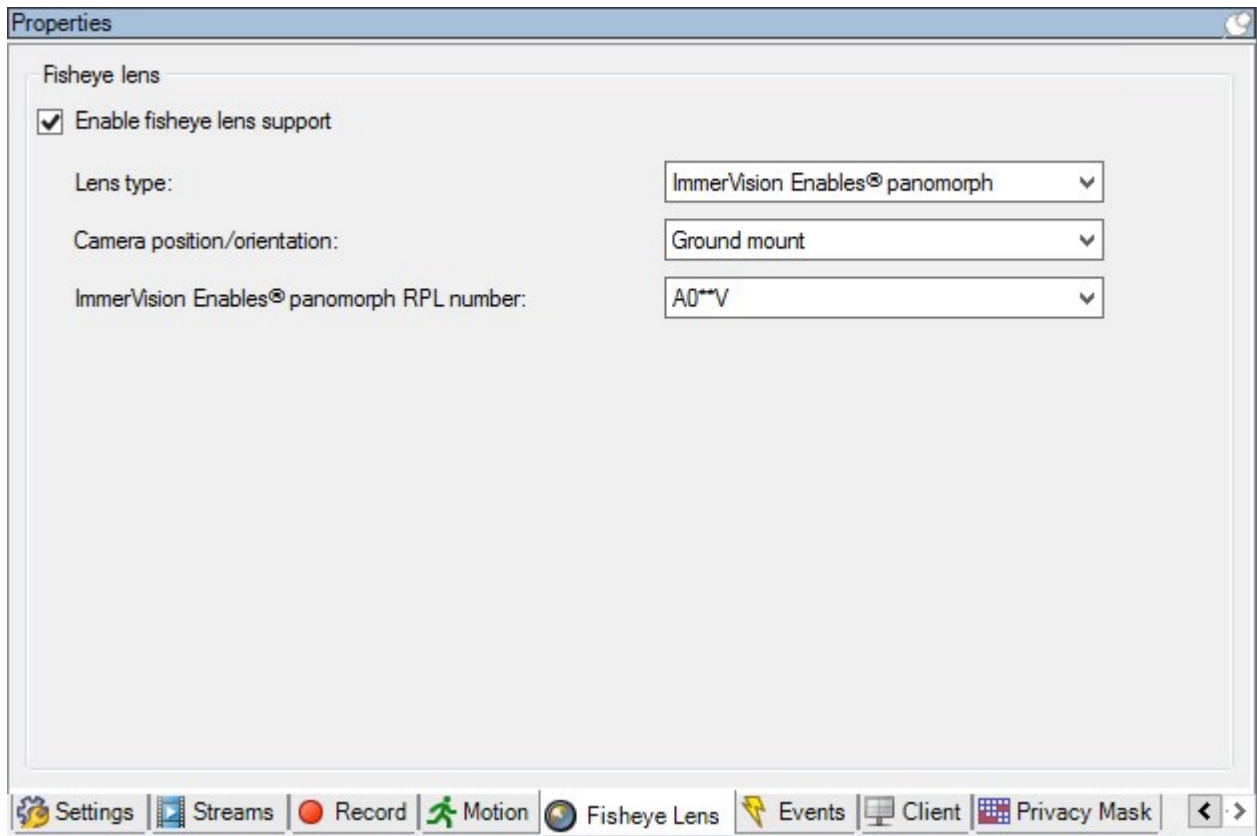 Properties
Fisheye lens
Enable fisheye lens support
Lens type: ImmerVision Enables® panomorph
Camera position/orientation: Ground mount
ImmerVision Enables® panomorph RPL number: A0**V
Settings Streams Record Motion Fisheye Lens Events Client Privacy Mask